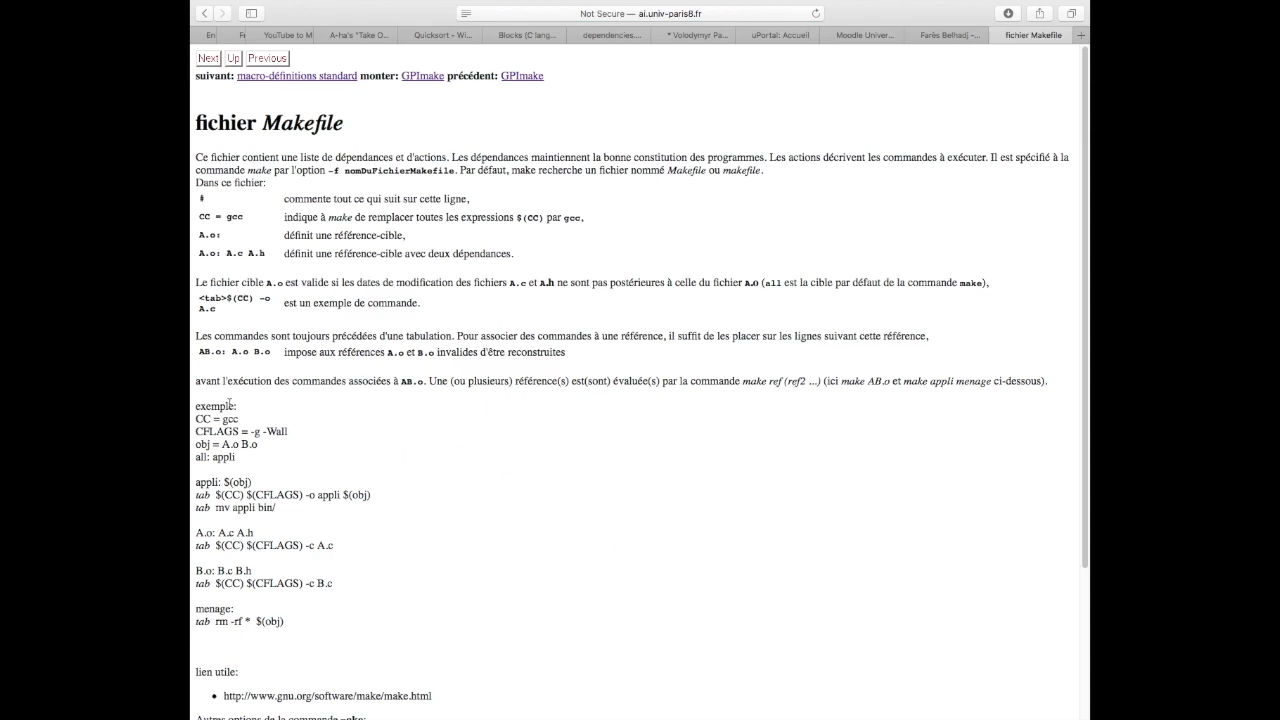 Not Secure — ai.univ-paris8.fr
En
YouTube to M
A-ha's "Take O...
Quicksort - Wi...
Blocks (C lang...
dependencies....
* Volodymyr Pa...
uPortal: Accueil
Moodle Univer...
Farès Belhadj -...
fichier Makefile
Next Up Previous
suivant: macro-définitions standard monter: GPImake précédent: GPImake
fichier Makefile
Ce fichier contient une liste de dépendances et d'actions. Les dépendances maintiennent la bonne constitution des programmes. Les actions décrivent les commandes à exécuter. Il est spécifié à la
commande make par l'option -f nomDuFichierMakefile. Par défaut, make recherche un fichier nommé Makefile ou makefile.
Dans ce fichier:
# commente tout ce qui suit sur cette ligne,
CC = gcc indique à make de remplacer toutes les expressions $(CC) par gcc,
A.o: définit une référence-cible,
A.o: A.c A.h définit une référence-cible avec deux dépendances.
Le fichier cible A.o est valide si les dates de modification des fichiers A.c et A.h ne sont pas postérieures à celle du fichier A.o (all est la cible par défaut de la commande make),
<tab>$(CC) -o
A.c
est un exemple de commande.
Les commandes sont toujours précédées d'une tabulation. Pour associer des commandes à une référence, il suffit de les placer sur les lignes suivant cette référence,
AB.o: A.o B.o impose aux références A.o et B.o invalides d'être reconstruites
avant l'exécution des commandes associées à AB.o. Une (ou plusieurs) référence(s) est(sont) évaluée(s) par la commande make ref (ref2 ...) (ici make AB.o et make appli menage ci-dessous).
exemple:
CC = gcc
CFLAGS = -g -Wall
obj = A.o B.o
all: appli
appli: $(obj)
tab $(CC) $(CFLAGS) -o appli $(obj)
tab mv appli bin/
A.o: A.c A.h
tab $(CC) $(CFLAGS) -c A.c
B.o: B.c B.h
tab $(CC) $(CFLAGS) -c B.c
menage:
tab rm -rf * $(obj)
lien utile:
• http://www.gnu.org/software/make/make.html
Autres options de la commande make: